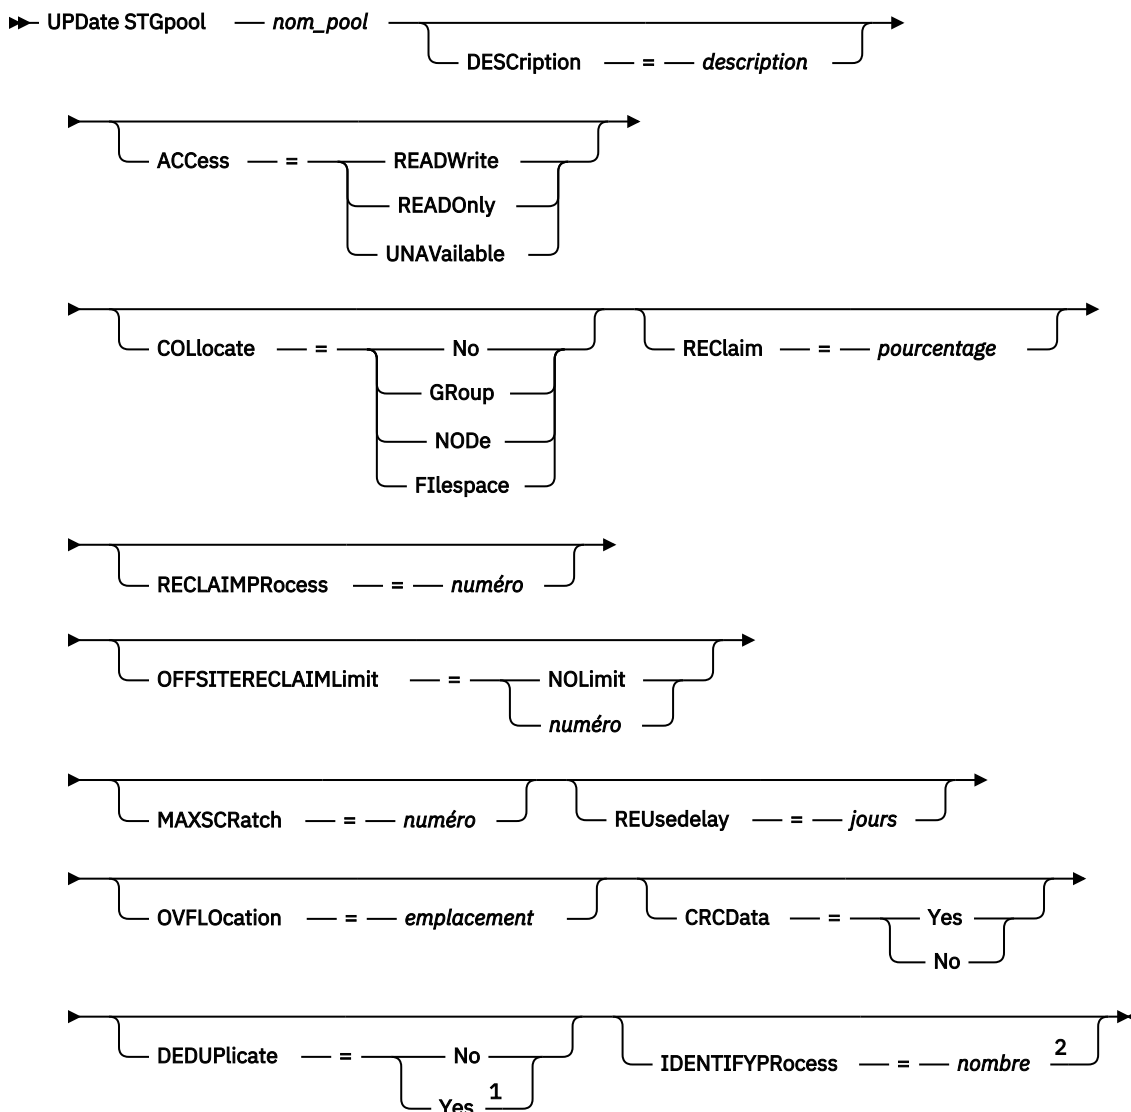 UPDate STGpool — nom_pool
DESCription — = — description
ACCess — = — READWrite
READOnly
UNAVailable
COLlocate — = — No
GRoup
NODe
FIlespace
REClaim — = — pourcentage
RECLAIMPRocess — = — numéro
OFFSITERECLAIMLimit — = — NOLimit
numéro
MAXSCRatch — = — numéro
REUsedelay — = — jours
OVFLOcation — = — emplacement
CRCData — = — Yes
No
DEDUPlicate — = — No
Yes 1
IDENTIFYPRocess — = — nombre 2